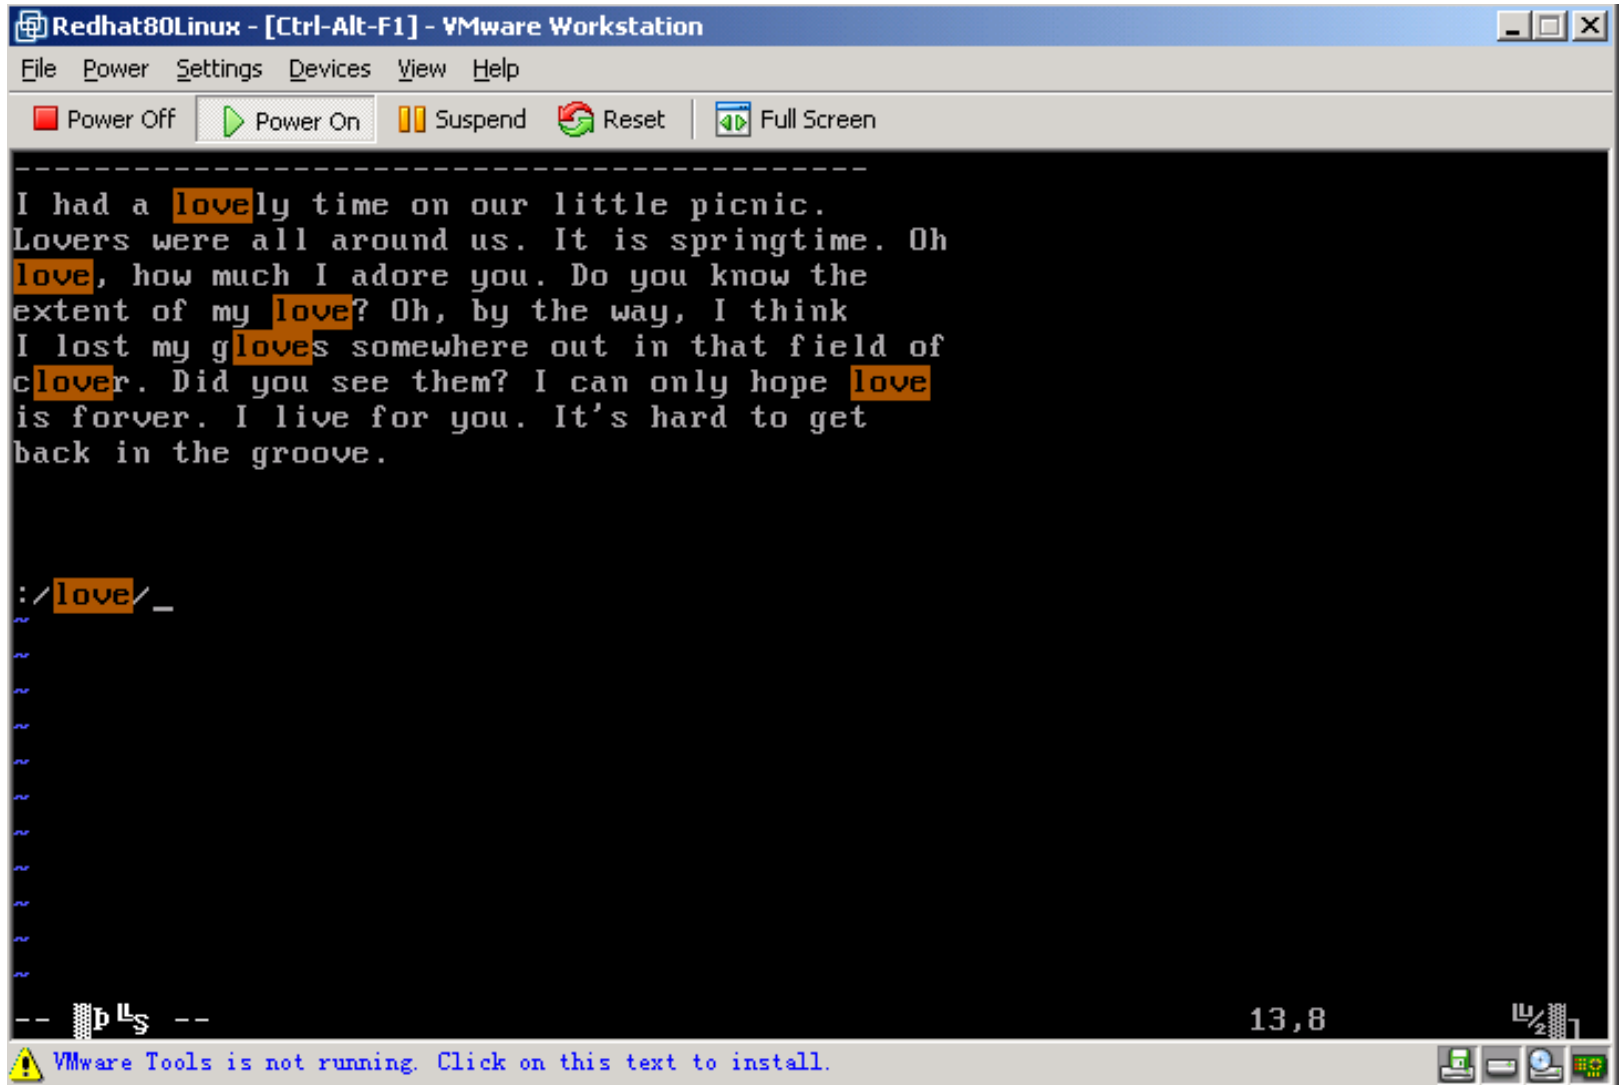 Redhat80Linux - [Ctrl-Alt-F1] - VMware Workstation
File Power Settings Devices View Help
Power Off Power On Suspend Reset Full Screen
-------------------------------------------
I had a lovely time on our little picnic.
Lovers were all around us. It is springtime. Oh
love, how much I adore you. Do you know the
extent of my love? Oh, by the way, I think
I lost my gloves somewhere out in that field of
clover. Did you see them? I can only hope love
is forver. I live for you. It's hard to get
back in the groove.
:/love/_
~
~
~
~
~
~
~
~
~
~
~
-- -- 13,8
VMware Tools is not running. Click on this text to install.